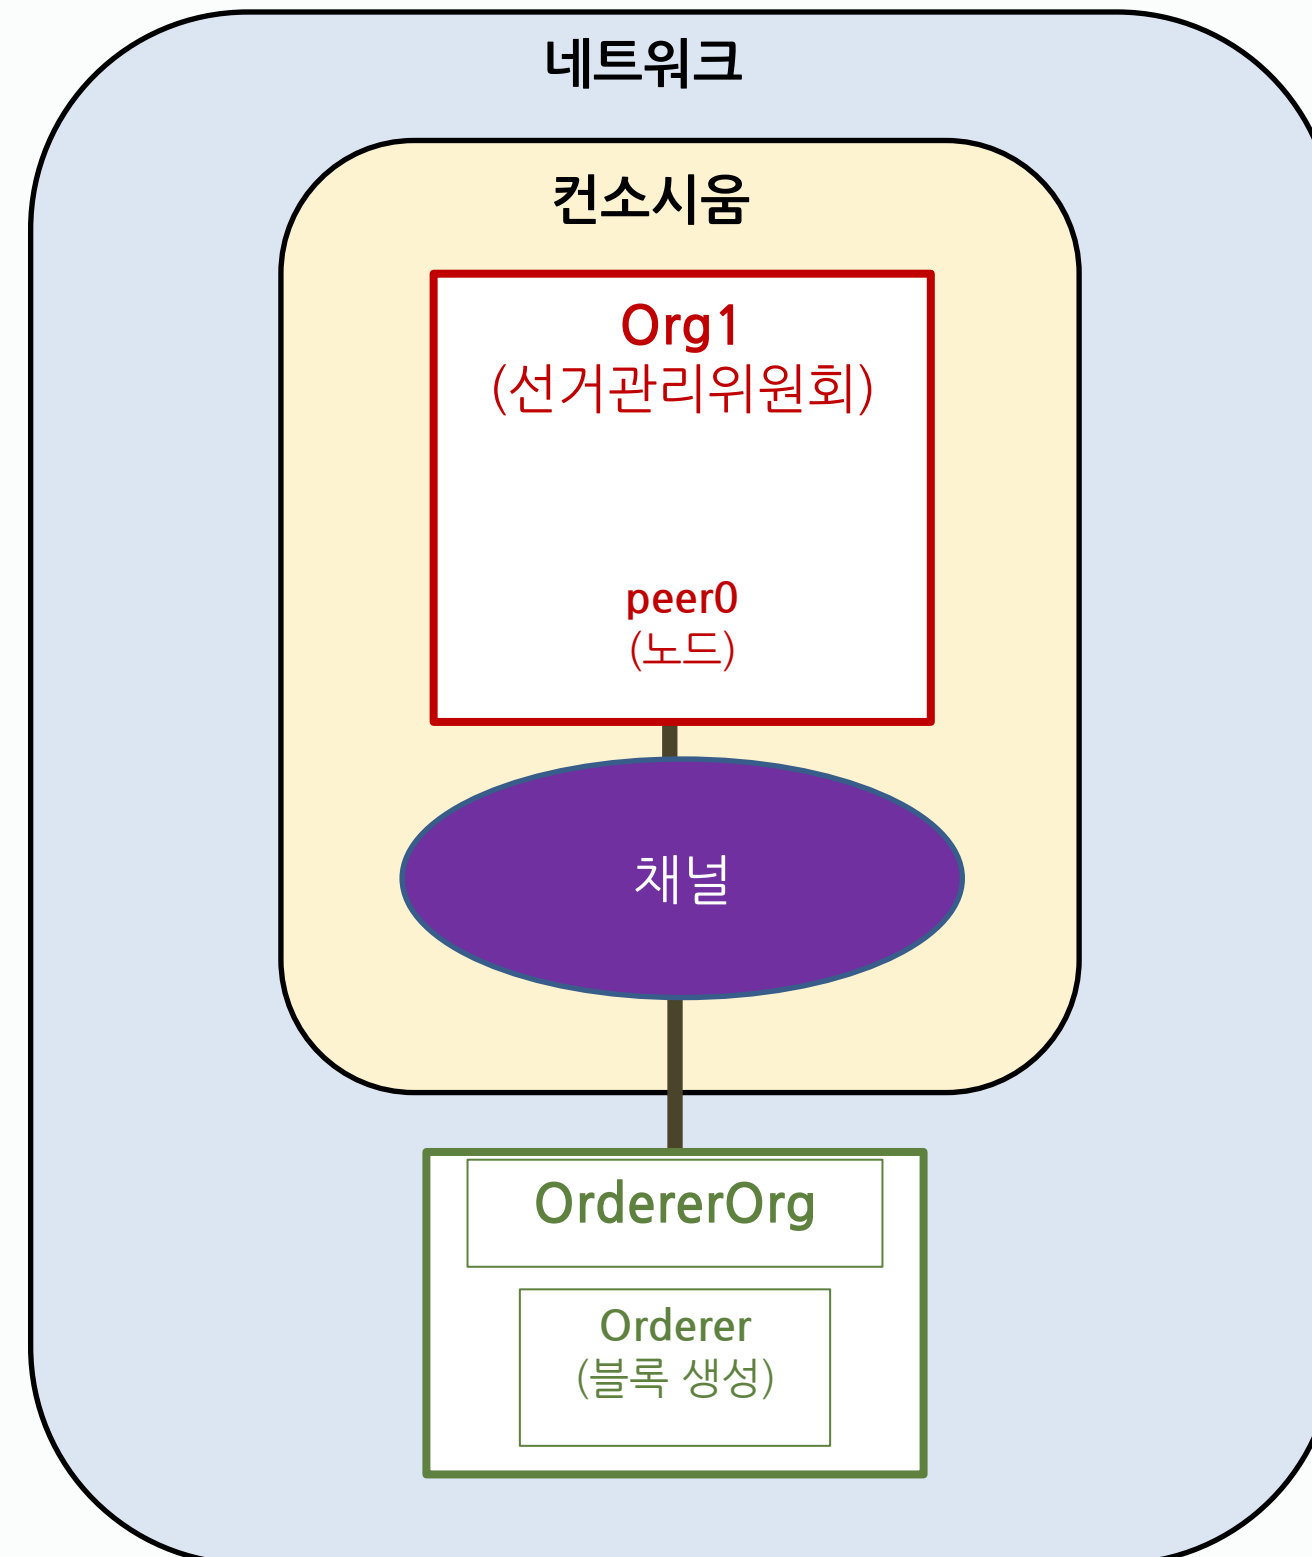 네트워크
컨소시움
Org1
(선거관리위원회)
peer0
(노드)
채널
OrdererOrg
Orderer
(블록 생성)